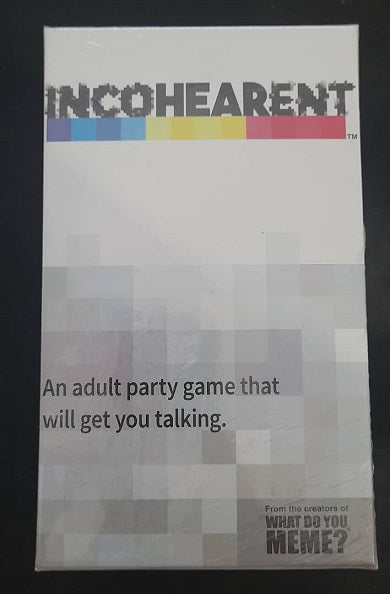 INCOHEARENT
TM
An adult party game that
will get you talking.
From the creators of
WHAT DO YOU
MEME?